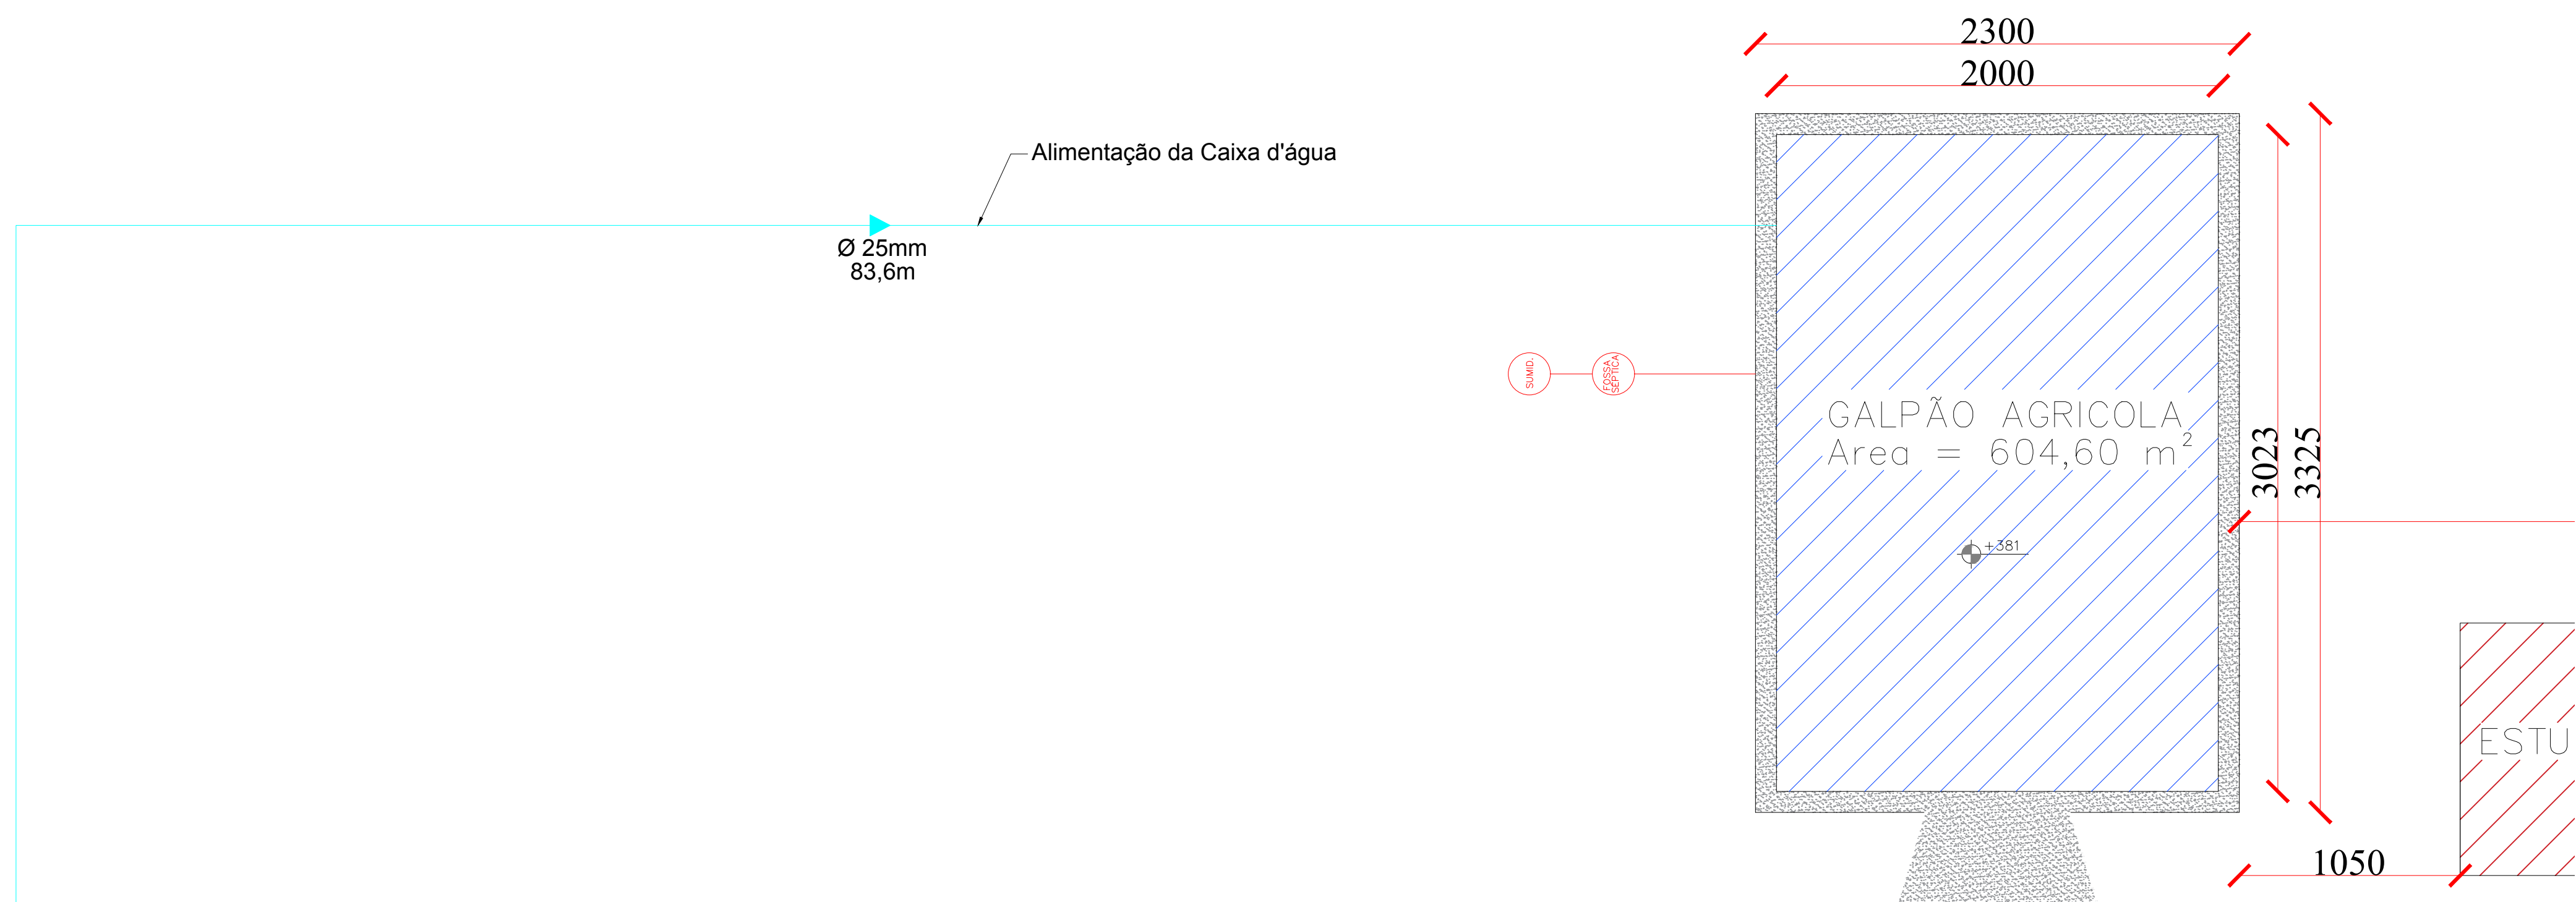 2300
2000
Alimentação da Caixa d'água
Ø 25mm
83,6m
SUMID.
FOSSA
SÉPTICA
GALPÃO AGRICOLA
Area = 604,60 m²
3023
3325
+381
ESTU
1050